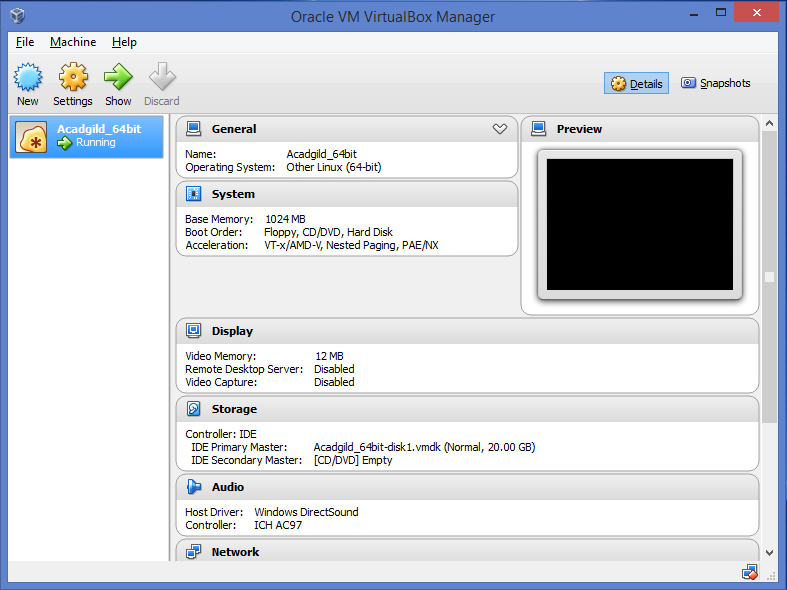 Oracle VM VirtualBox Manager
File Machine Help
New Settings Show Discard
Details Snapshots
Acadgild_64bit
Running
General
Name: Acadgild_64bit
Operating System: Other Linux (64-bit)
Preview
System
Base Memory: 1024 MB
Boot Order: Floppy, CD/DVD, Hard Disk
Acceleration: VT-x/AMD-V, Nested Paging, PAE/NX
Display
Video Memory: 12 MB
Remote Desktop Server: Disabled
Video Capture: Disabled
Storage
Controller: IDE
IDE Primary Master: Acadgild_64bit-disk1.vmdk (Normal, 20.00 GB)
IDE Secondary Master: [CD/DVD] Empty
Audio
Host Driver: Windows DirectSound
Controller: ICH AC97
Network